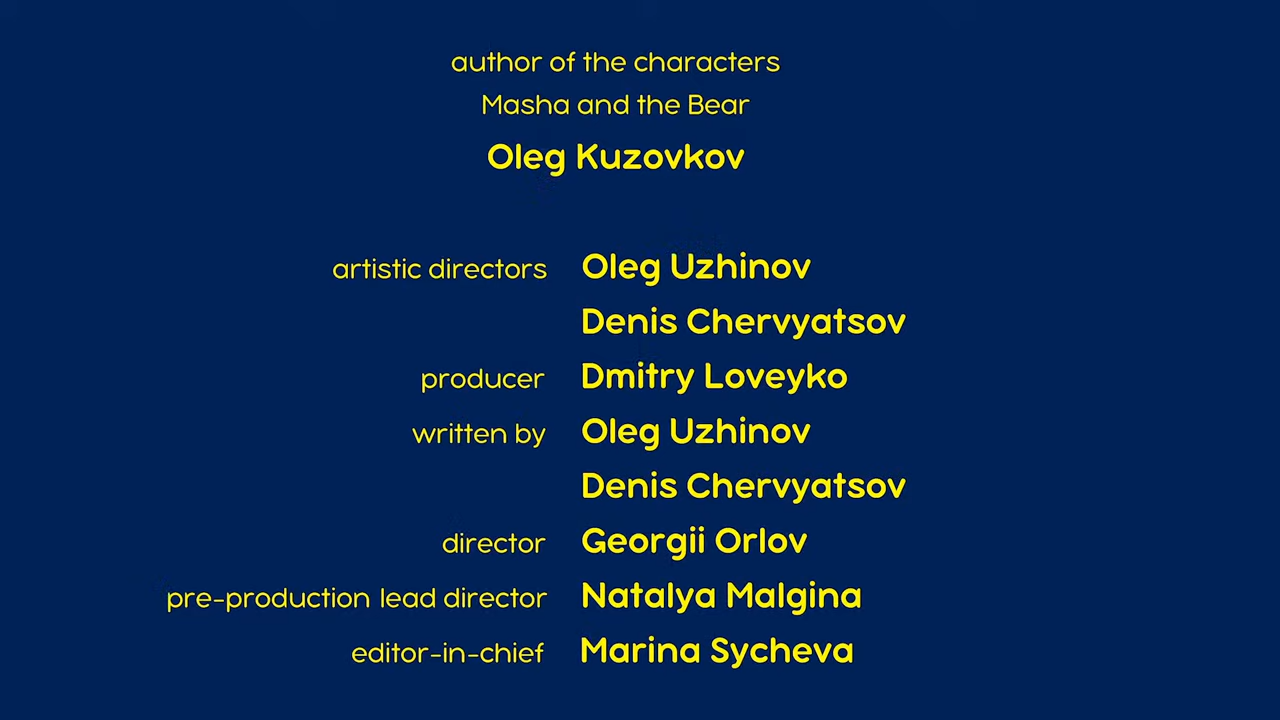 author of the characters
Masha and the Bear
Oleg Kuzovkov
artistic directors Oleg Uzhinov
Denis Chervyatsov
producer Dmitry Loveyko
written by Oleg Uzhinov
Denis Chervyatsov
director Georgii Orlov
pre-production lead director Natalya Malgina
editor-in-chief Marina Sycheva